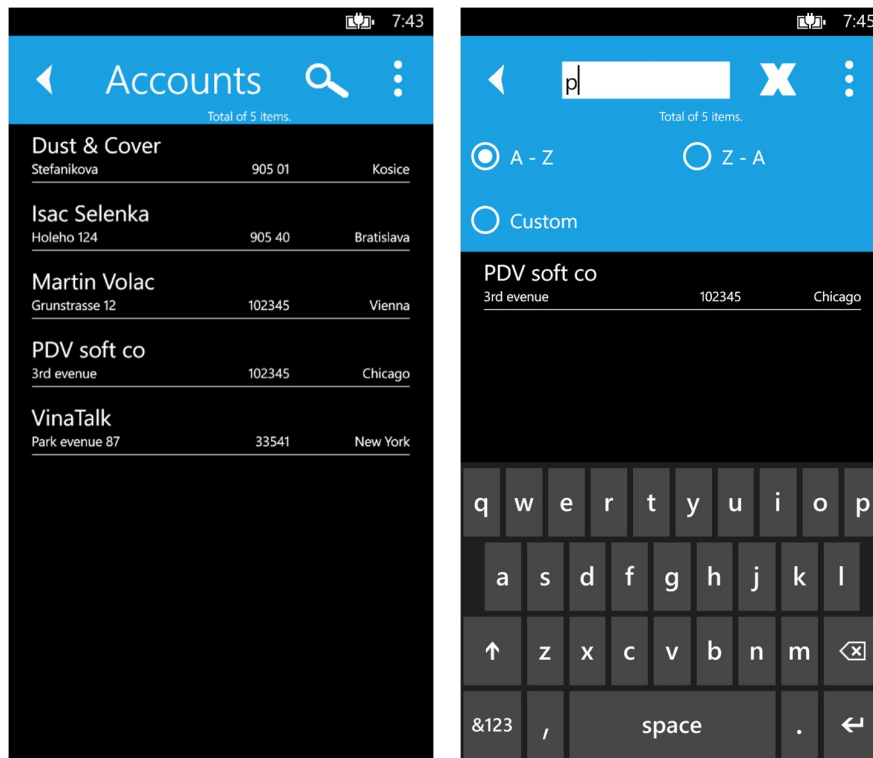 7:43
Accounts
Total of 5 items.
Dust & Cover
Stefanikova 905 01 Kosice
Isac Selenka
Holeho 124 905 40 Bratislava
Martin Volac
Grunstrasse 12 102345 Vienna
PDV soft co
3rd evenue 102345 Chicago
VinaTalk
Park evenue 87 33541 New York
7:45
p
Total of 5 items.
A - Z Z - A
Custom
PDV soft co
3rd evenue 102345 Chicago
q w e r t y u i o p
a s d f g h j k l
z x c v b n m
&123 , space .